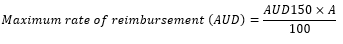 Maximum rate of reimbursement (AUD) = AUD150 × A / 100